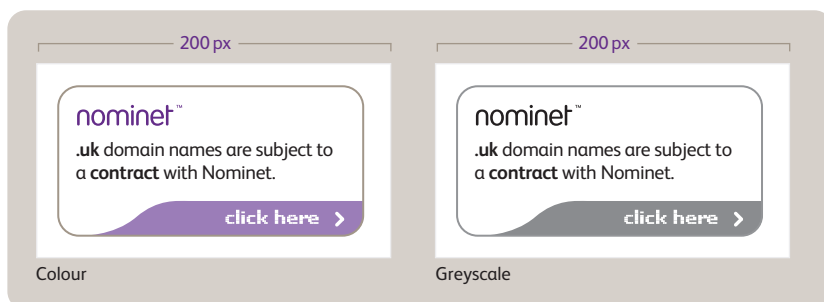 200 px
nominet™
.uk domain names are subject to
a contract with Nominet.
click here >
Colour
200 px
nominet™
.uk domain names are subject to
a contract with Nominet.
click here >
Greyscale